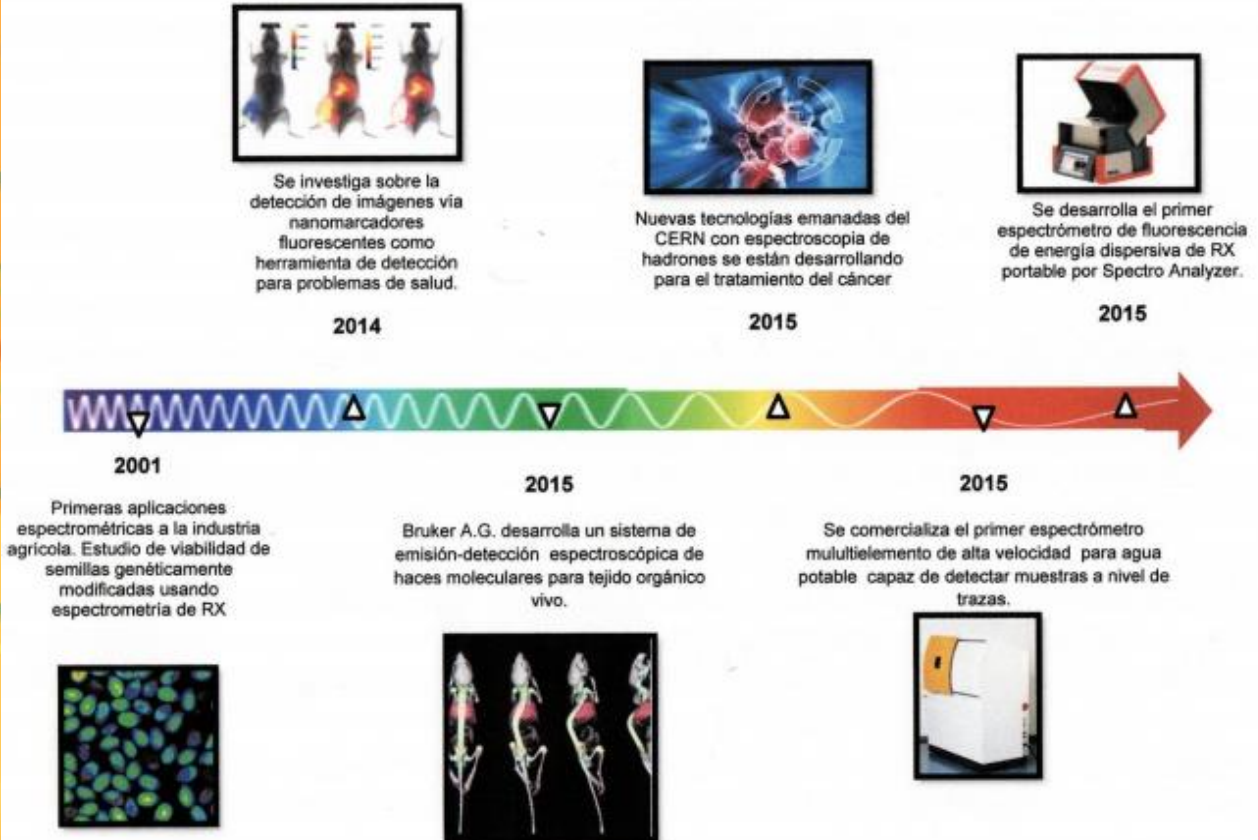 Se investiga sobre la
detección de imágenes vía
nanomarcadores
fluorescentes como
herramienta de detección
para problemas de salud.
2014
Nuevas tecnologías emanadas del
CERN con espectroscopia de
hadrones se están desarrollando
para el tratamiento del cáncer
2015
Se desarrolla el primer
espectrómetro de fluorescencia
de energía dispersiva de RX
portable por Spectro Analyzer.
2015
2001
Primeras aplicaciones
espectrométricas a la industria
agrícola. Estudio de viabilidad de
semillas genéticamente
modificadas usando
espectrometría de RX
2015
Bruker A.G. desarrolla un sistema de
emisión-detección espectroscópica de
haces moleculares para tejido orgánico
vivo.
2015
Se comercializa el primer espectrómetro
mulultielemento de alta velocidad para agua
potable capaz de detectar muestras a nivel de
trazas.